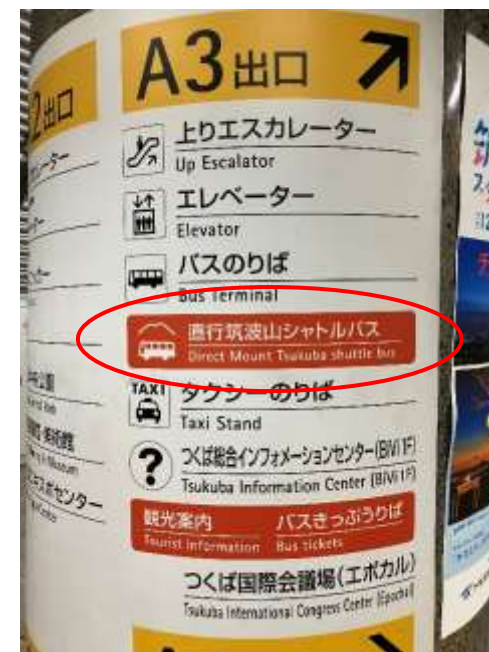 A3出口
上りエスカレーター
Up Escalator
エレベーター
Elevator
バスのりば
Bus Terminal
直行筑波山シャトルバス
Direct Mount Tsukuba shuttle bus
TAXI
タクシーのりば
Taxi Stand
?
つくば総合インフォメーションセンター(BiVi 1F)
Tsukuba Information Center (BiVi 1F)
観光案内 バスきっぷうりば
Tourist Information Bus tickets
つくば国際会議場(エポカル)
Tsukuba International Congress Center (Epochal)
2出口